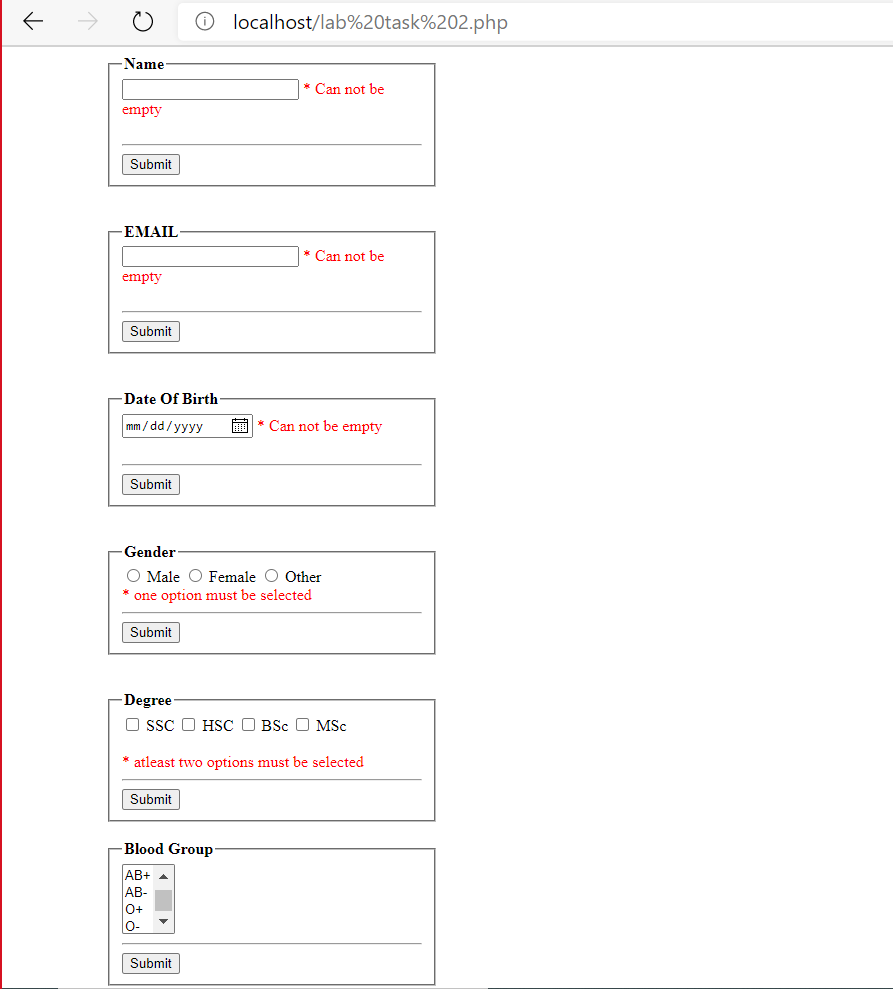 localhost/lab%20task%202.php
Name
* Can not be
empty
Submit
EMAIL
* Can not be
empty
Submit
Date Of Birth
mm/dd/yyyy * Can not be empty
Submit
Gender
Male Female Other
* one option must be selected
Submit
Degree
SSC HSC BSc MSc
* atleast two options must be selected
Submit
Blood Group
AB+
AB-
O+
O-
Submit